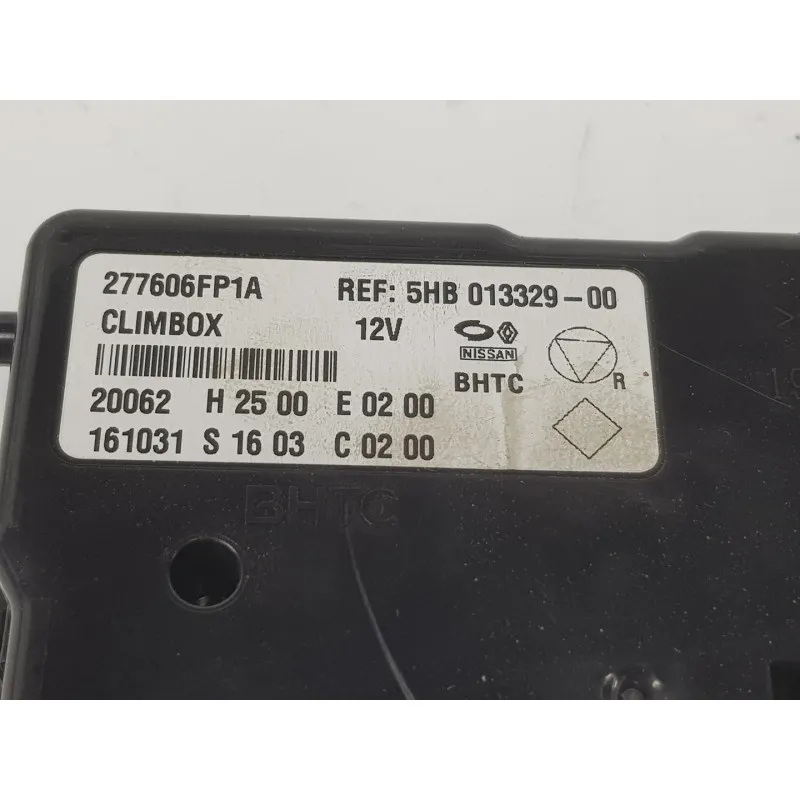 277606FP1A REF: 5HB 013329-00
CLIMBOX 12V
NISSAN
BHTC R
20062 H 25 00 E 02 00
161031 S 16 03 C 02 00
BHTC